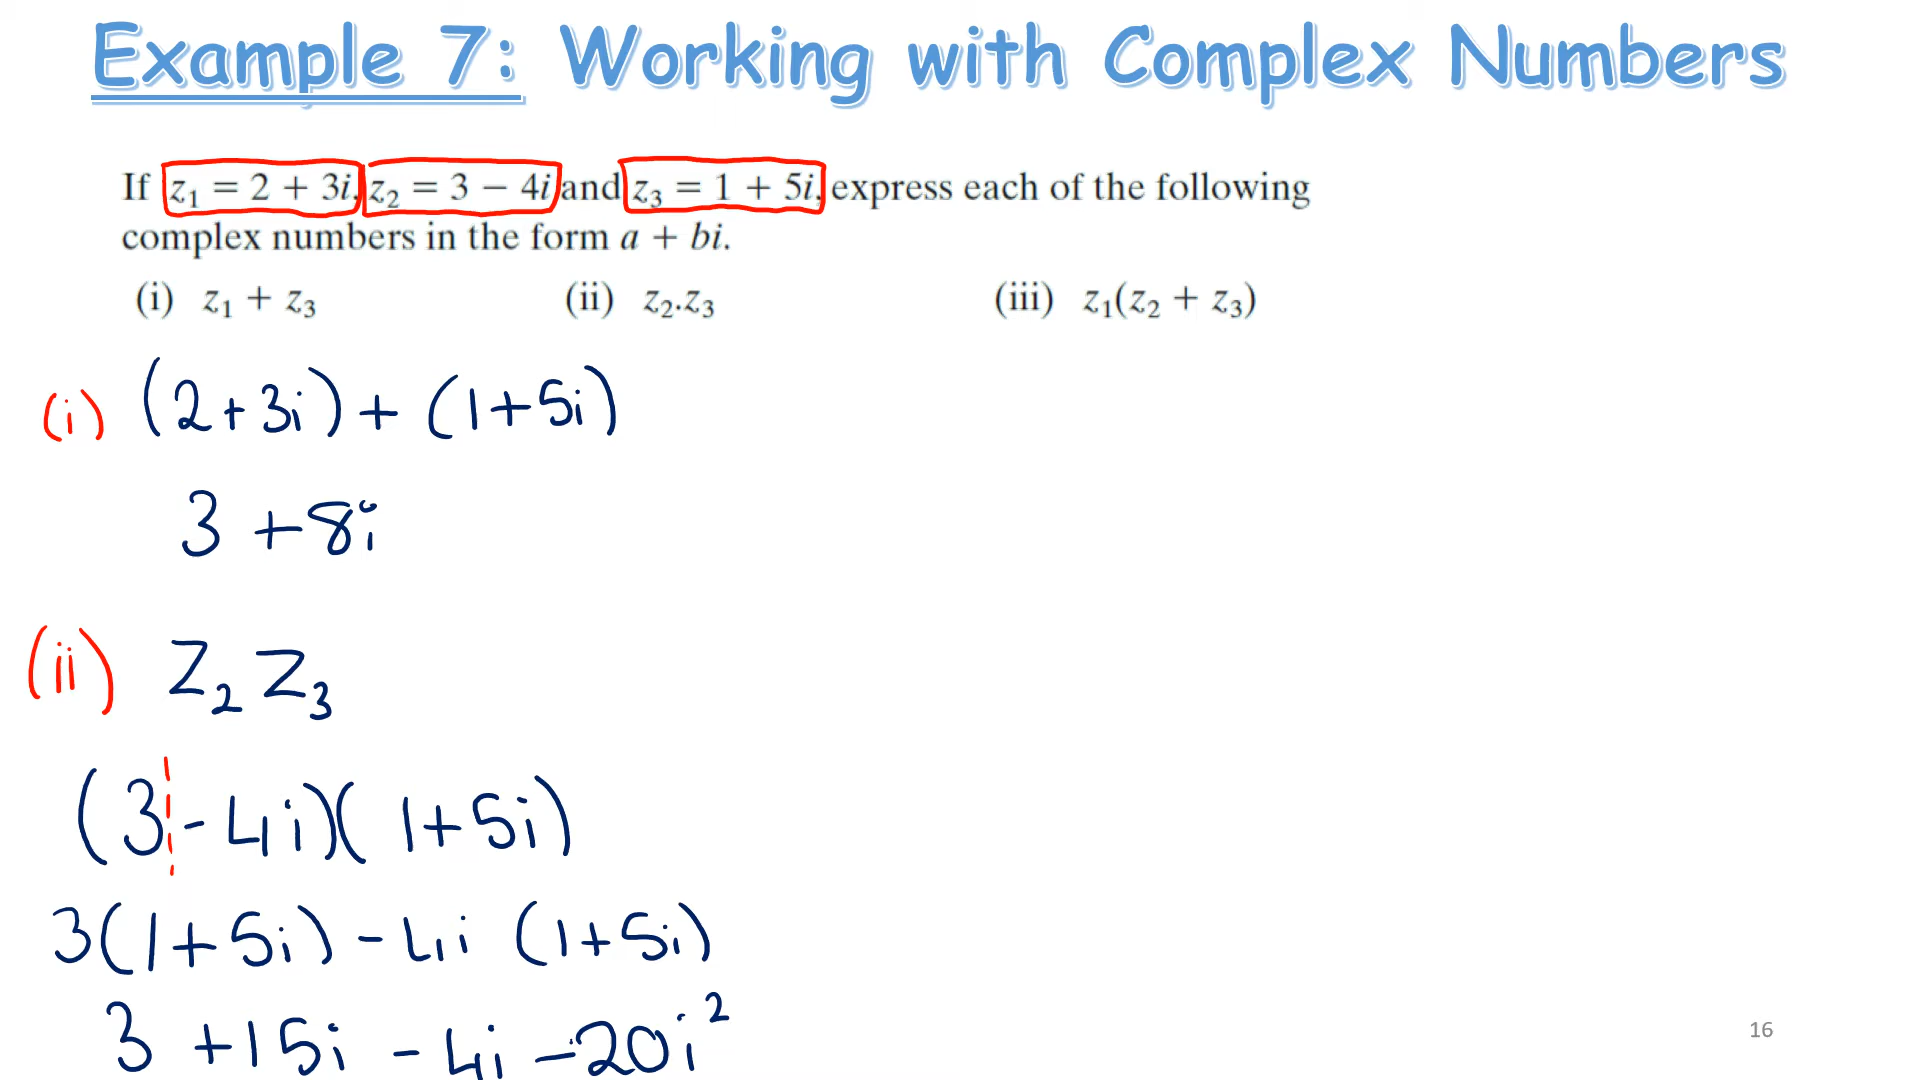 Example 7: Working with Complex Numbers
If z₁ = 2 + 3i, z₂ = 3 − 4i and z₃ = 1 + 5i, express each of the following
complex numbers in the form a + bi.
(i) z₁ + z₃ (ii) z₂.z₃ (iii) z₁(z₂ + z₃)
(i) (2+3i) + (1+5i)
3 + 8i
(ii) Z₂ Z₃
(3 - 4i)(1+5i)
3(1+5i) - 4i (1+5i)
3 + 15i - 4i - 20i²
16